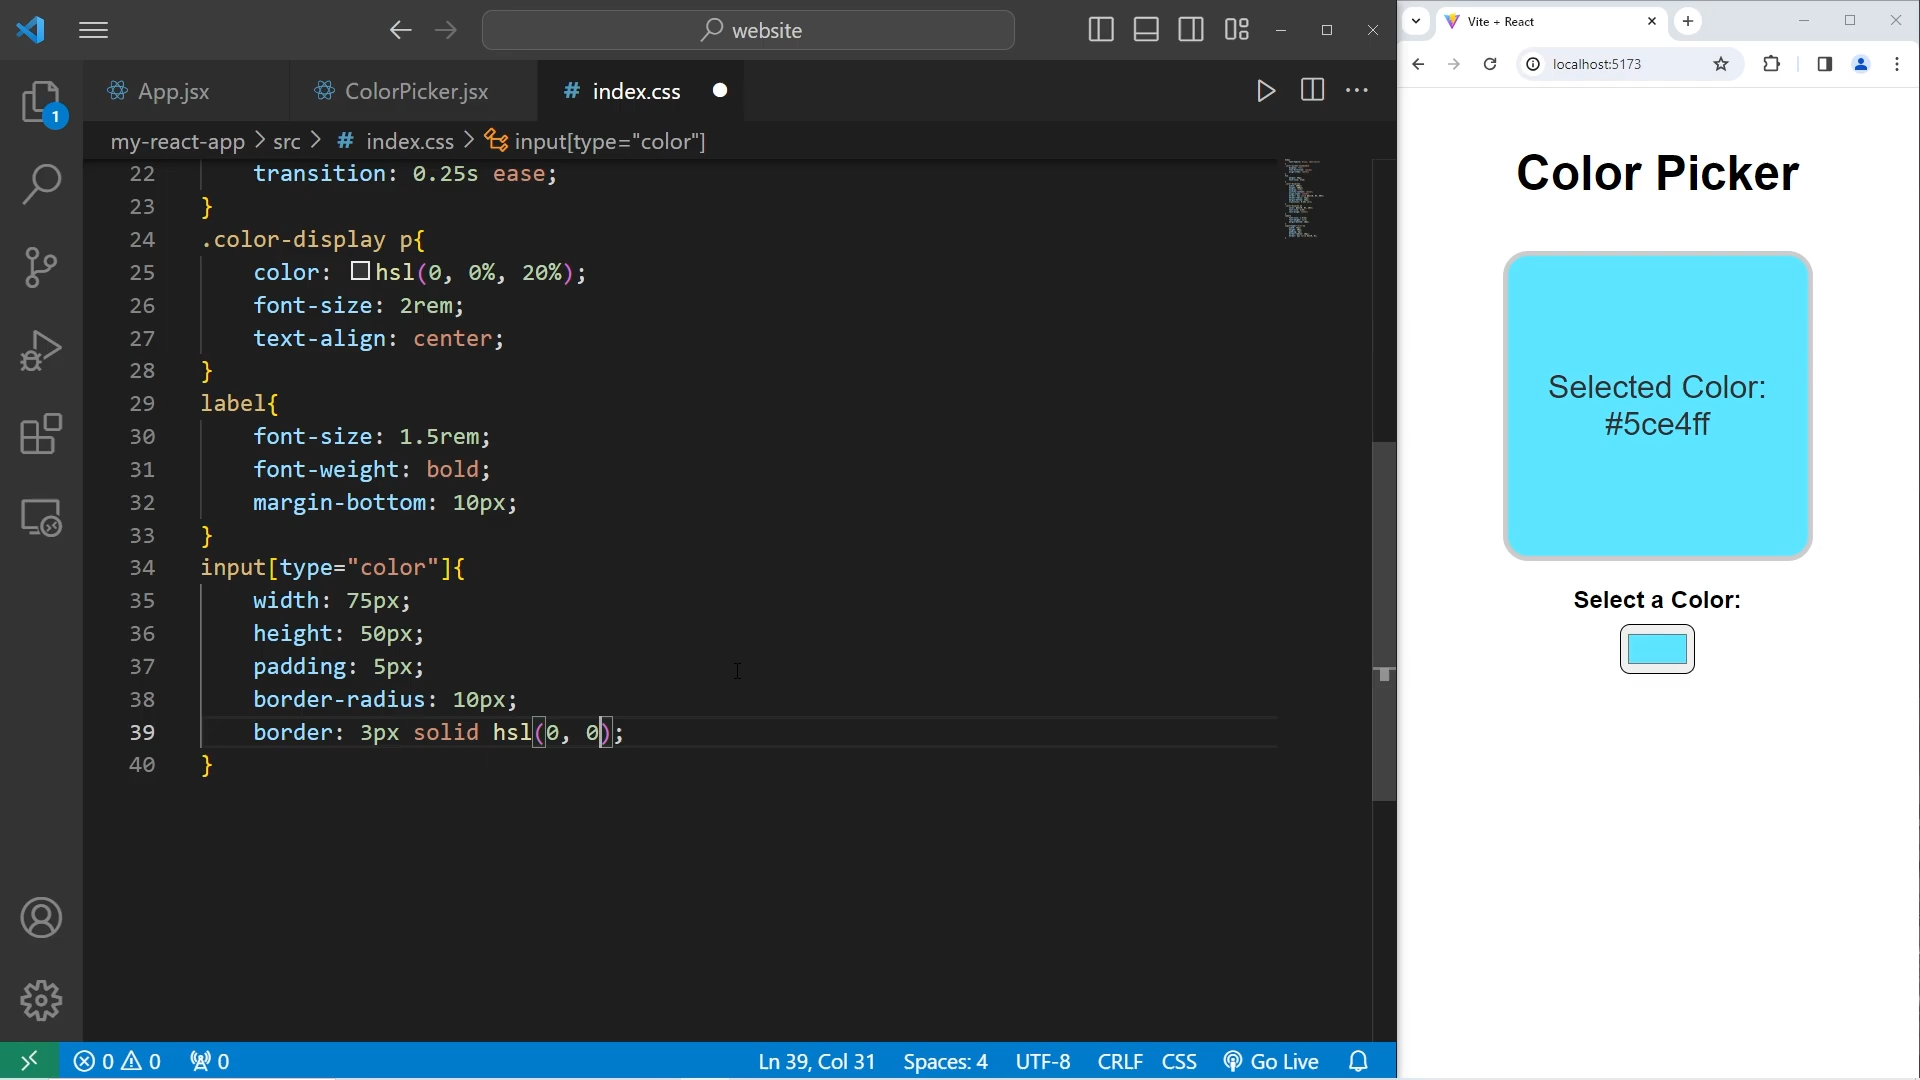 website
Vite + React
localhost:5173
App.jsx
ColorPicker.jsx
# index.css
1
my-react-app > src > # index.css > input[type="color"]
22 transition: 0.25s ease;
23 }
24 .color-display p{
25 color: hsl(0, 0%, 20%);
26 font-size: 2rem;
27 text-align: center;
28 }
29 label{
30 font-size: 1.5rem;
31 font-weight: bold;
32 margin-bottom: 10px;
33 }
34 input[type="color"]{
35 width: 75px;
36 height: 50px;
37 padding: 5px;
38 border-radius: 10px;
39 border: 3px solid hsl(0, 0);
40 }
Color Picker
Selected Color:
#5ce4ff
Select a Color:
0 0 0 Ln 39, Col 31 Spaces: 4 UTF-8 CRLF CSS Go Live